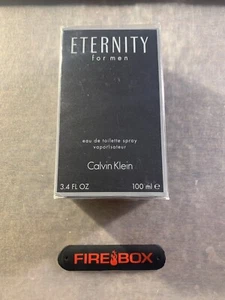 ETERNITY
for men
eau de toilette spray
vaporisateur
Calvin Klein
3.4 FL OZ 100 ml e
FIREBOX